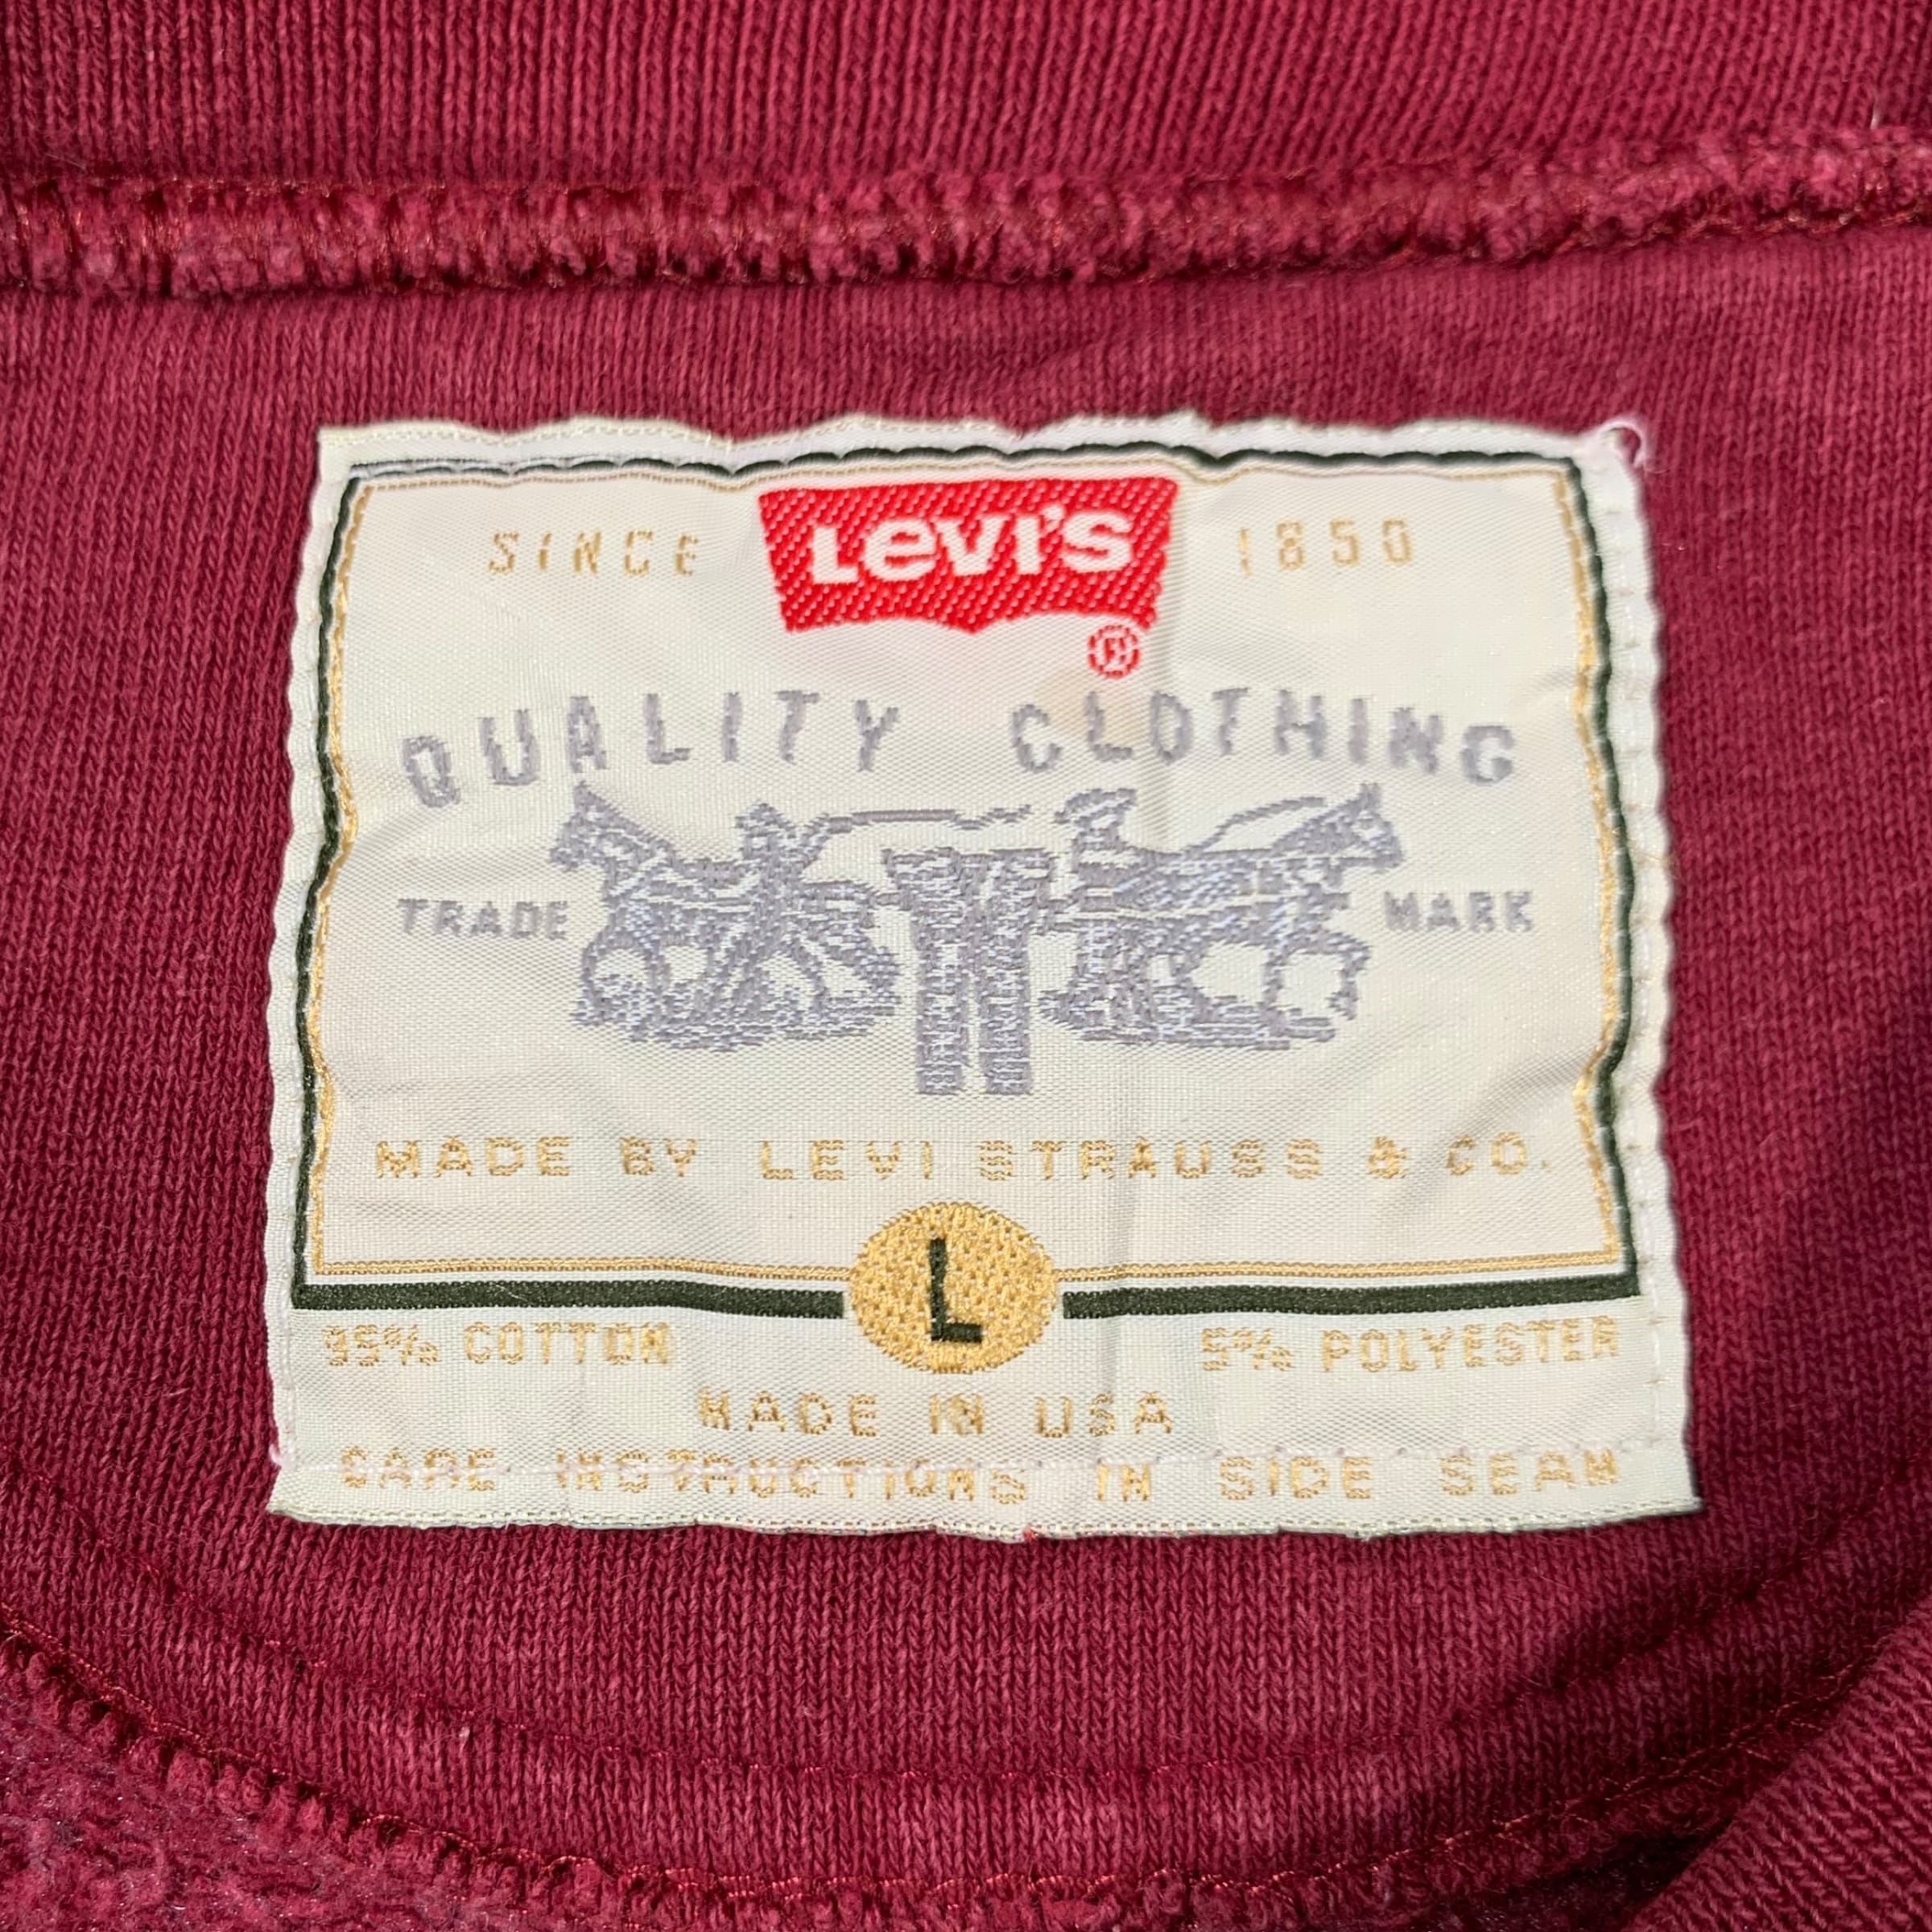 SINCE LEVI'S 1850
®
QUALITY CLOTHING
TRADE MARK
MADE BY LEVI STRAUSS & CO.
L
95% COTTON 5% POLYESTER
MADE IN USA
CARE INSTRUCTIONS IN SIDE SEAM